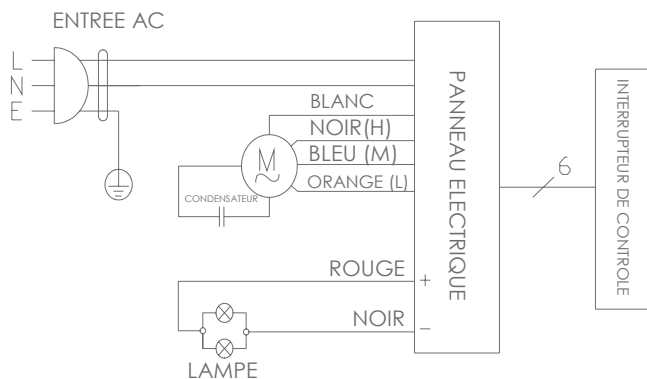 ENTREE AC
L
N
E
BLANC
NOIR(H)
BLEU (M)
ORANGE (L)
M
~
CONDENSATEUR
ROUGE +
NOIR −
LAMPE
PANNEAU ELECTRIQUE
6
INTERRUPTEUR DE CONTROLE